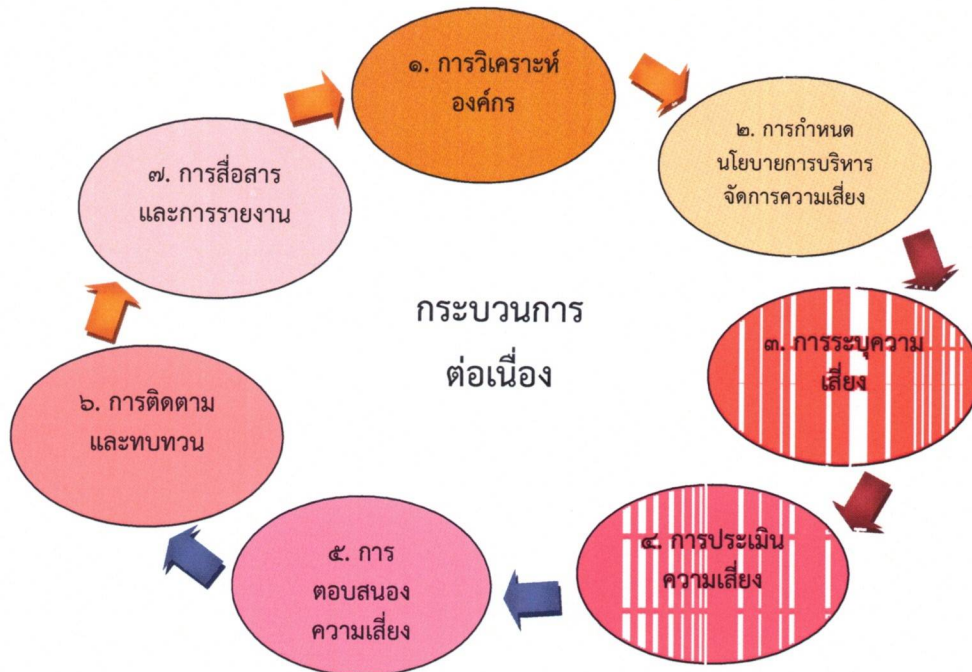 ๑. การวิเคราะห์
องค์กร
๒. การกำหนด
นโยบายการบริหาร
จัดการความเสี่ยง
๓. การระบุความ
เสี่ยง
๔. การประเมิน
ความเสี่ยง
๕. การ
ตอบสนอง
ความเสี่ยง
๖. การติดตาม
และทบทวน
๗. การสื่อสาร
และการรายงาน
กระบวนการ
ต่อเนื่อง